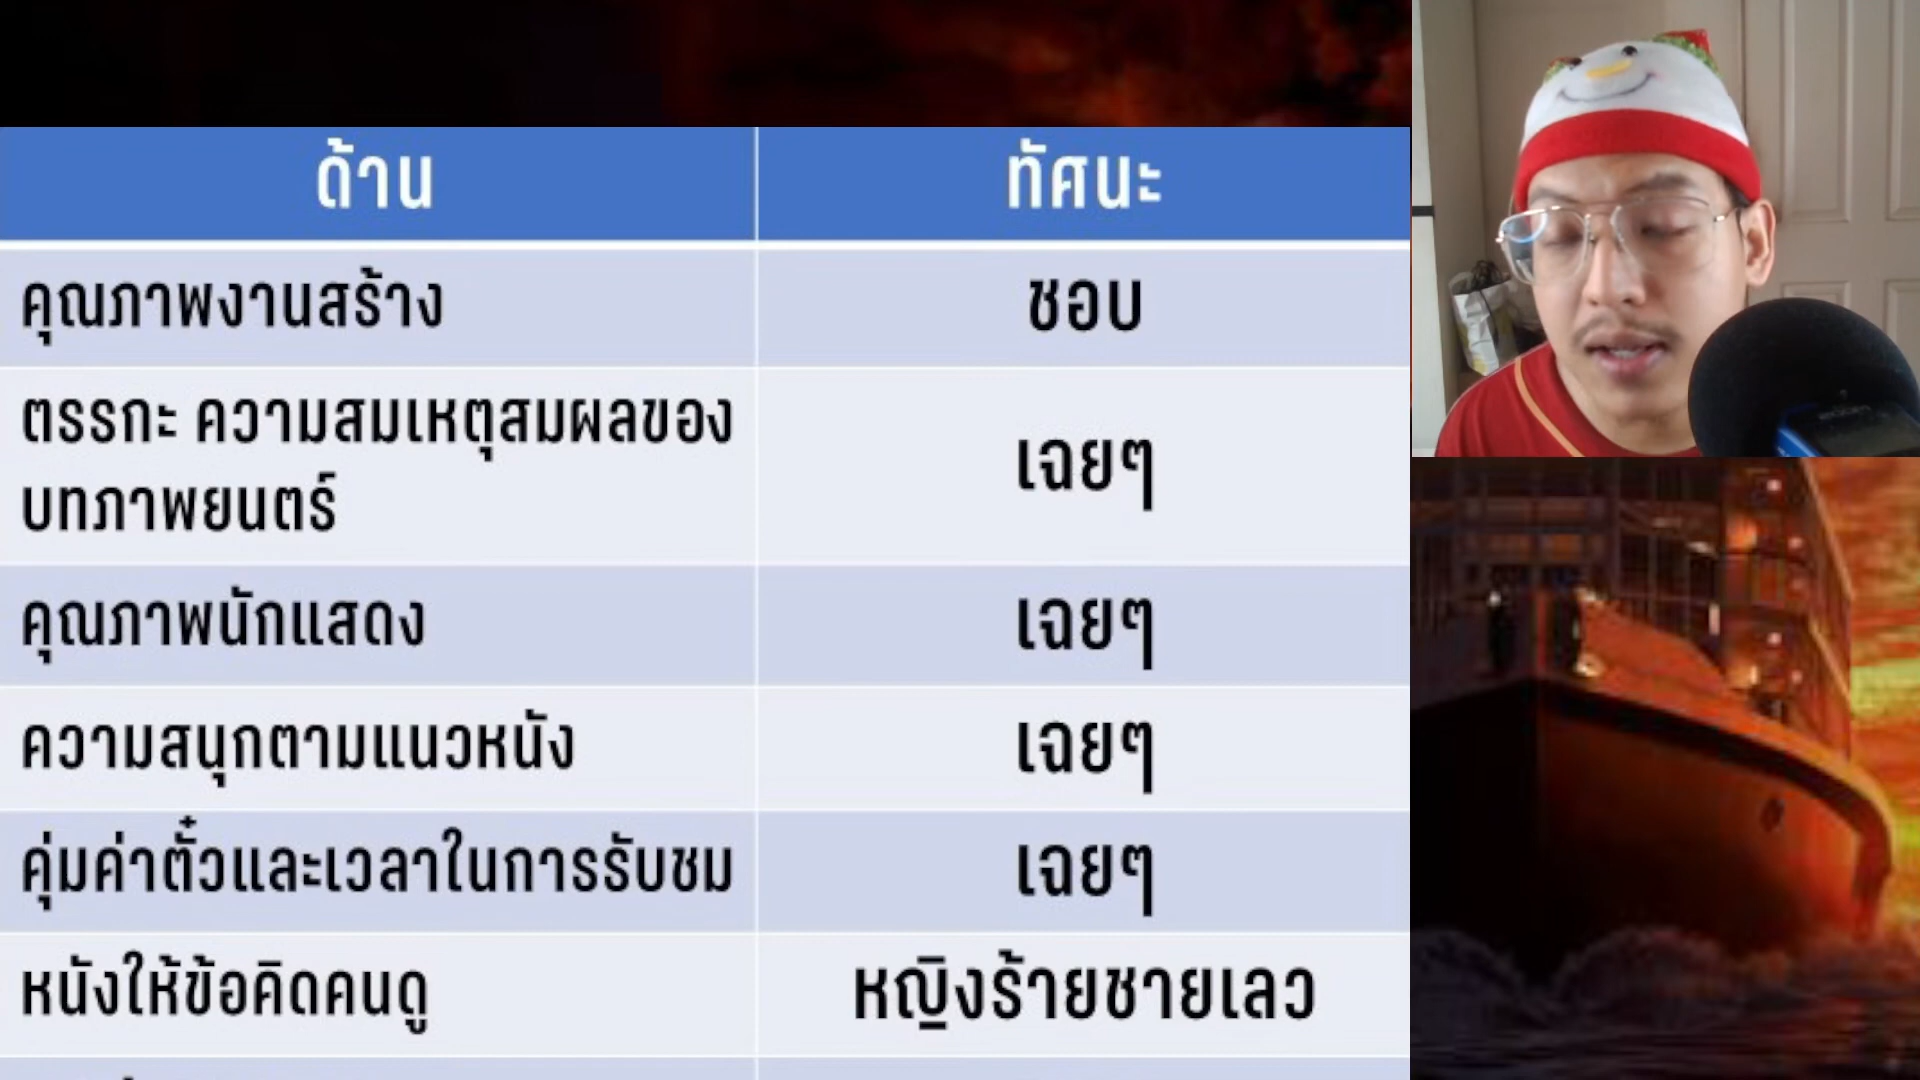 ด้าน ทัศนะ
คุณภาพงานสร้าง ชอบ
ตรรกะ ความสมเหตุสมผลของ
บทภาพยนตร์ เฉยๆ
คุณภาพนักแสดง เฉยๆ
ความสนุกตามแนวหนัง เฉยๆ
คุ่มค่าตั๋วและเวลาในการรับชม เฉยๆ
หนังให้ข้อคิดคนดู หญิงร้ายชายเลว